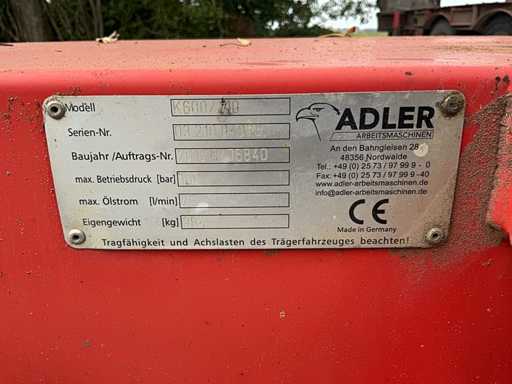 Modell
Serien-Nr.
Baujahr /Auftrags-Nr.
max. Betriebsdruck [bar]
max. Ölstrom [l/min]
Eigengewicht [kg]
ADLER
ARBEITSMASCHINEN
An den Bahngleisen 28
48356 Nordwalde
Tel.: +49 (0) 25 73 / 97 99 9 - 0
Fax: +49 (0) 25 73 / 97 99 9 -40
www-adler-arbeitsmaschinen.de
info@adler-arbeitsmaschinen.de
CE
Made in Germany
Tragfähigkeit und Achslasten des Trägerfahrzeuges beachten!